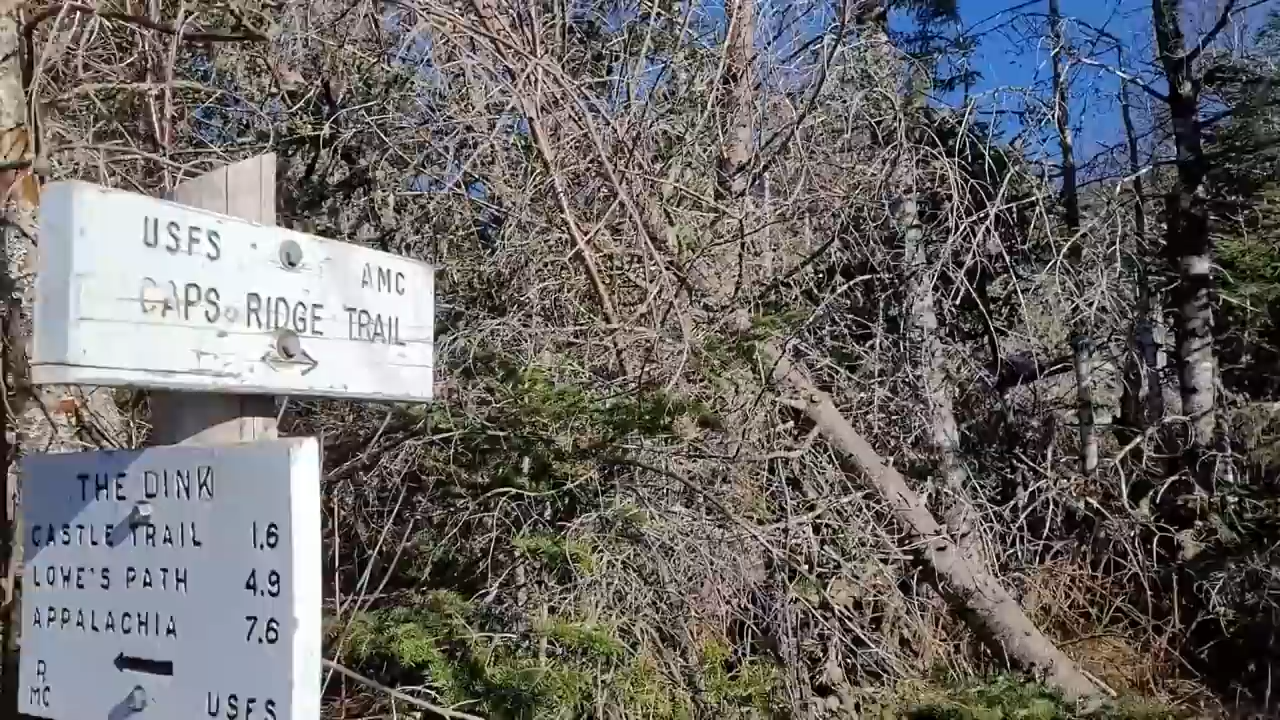 USFS AMC
CAPS RIDGE TRAIL
THE DINK
CASTLE TRAIL 1.6
LOWE'S PATH 4.9
APPALACHIA 7.6
R
MC USFS